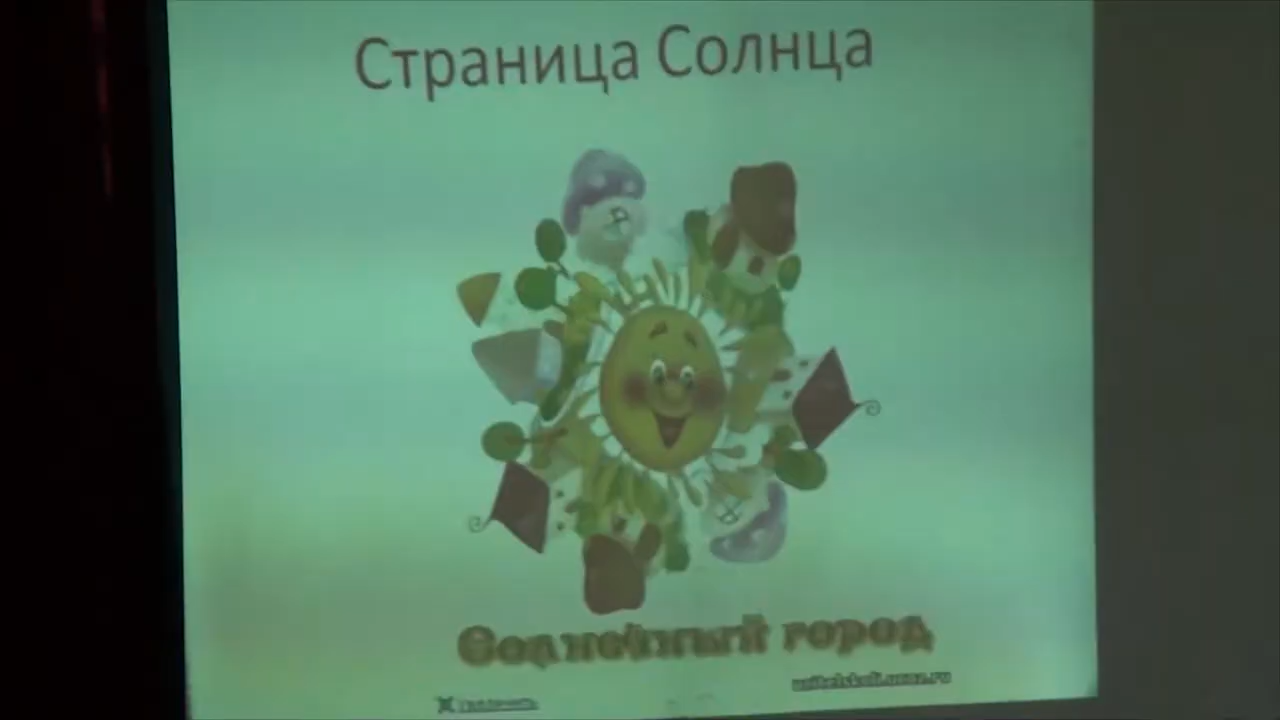 Страница Солнца
Солнечный город